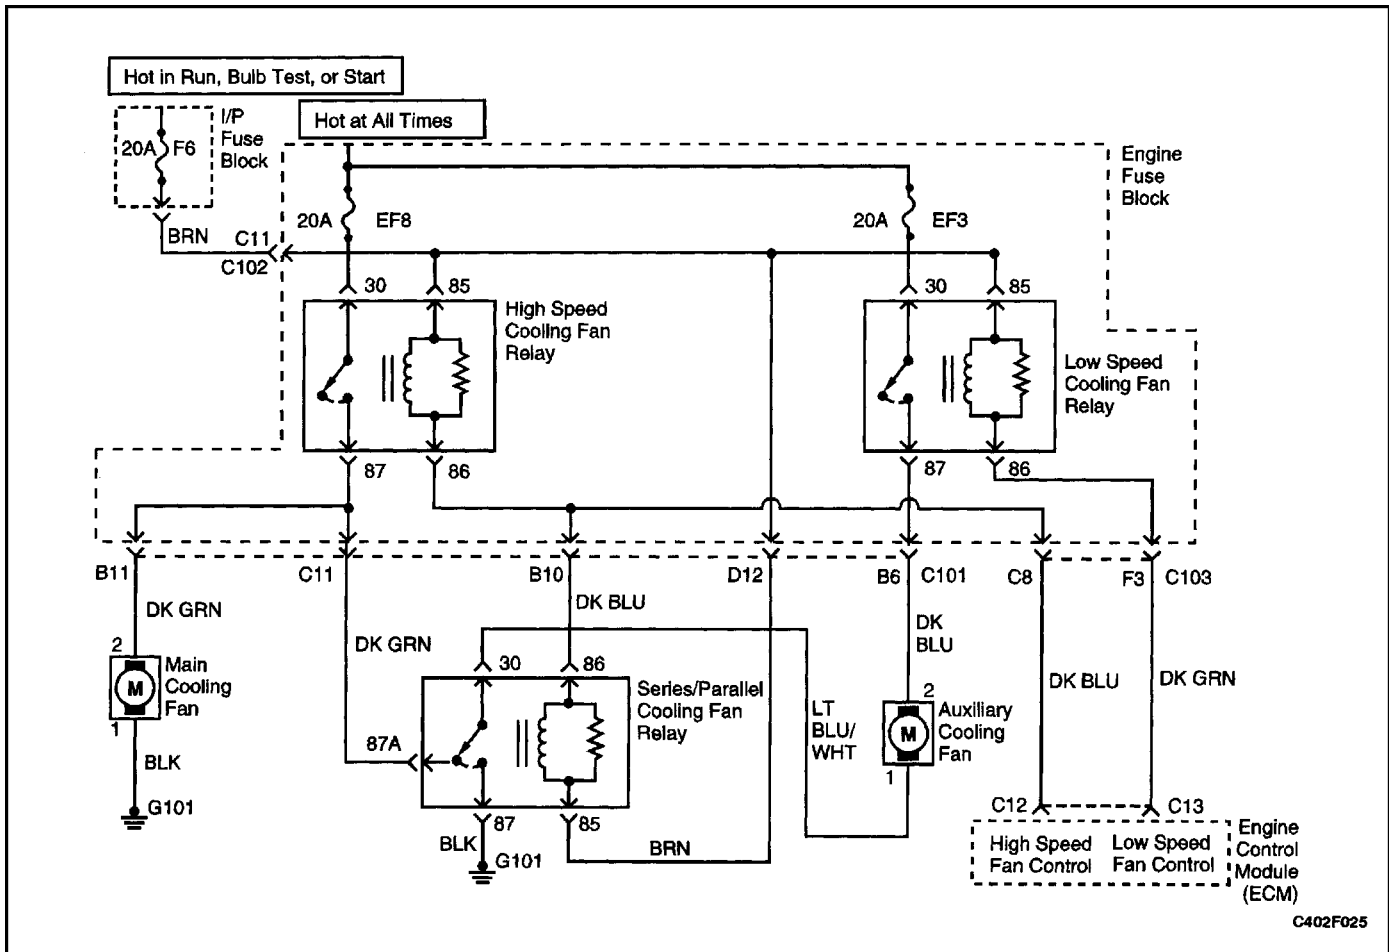 Hot in Run, Bulb Test, or Start
I/P
Fuse
Block
20A
F6
Hot at All Times
Engine
Fuse
Block
20A
EF8
20A
EF3
BRN
C11
C102
30
85
High Speed
Cooling Fan
Relay
30
85
Low Speed
Cooling Fan
Relay
87
86
87
86
B11
C11
B10
D12
B6
C101
C8
F3
C103
DK GRN
DK BLU
DK GRN
DK
BLU
DK BLU
DK GRN
2
Main
Cooling
Fan
M
1
30
86
Series/Parallel
Cooling Fan
Relay
87A
LT
BLU/
WHT
2
Auxiliary
Cooling
Fan
M
1
BLK
G101
87
85
BLK
G101
BRN
C12
C13
High Speed
Fan Control
Low Speed
Fan Control
Engine
Control
Module
(ECM)
C402F025